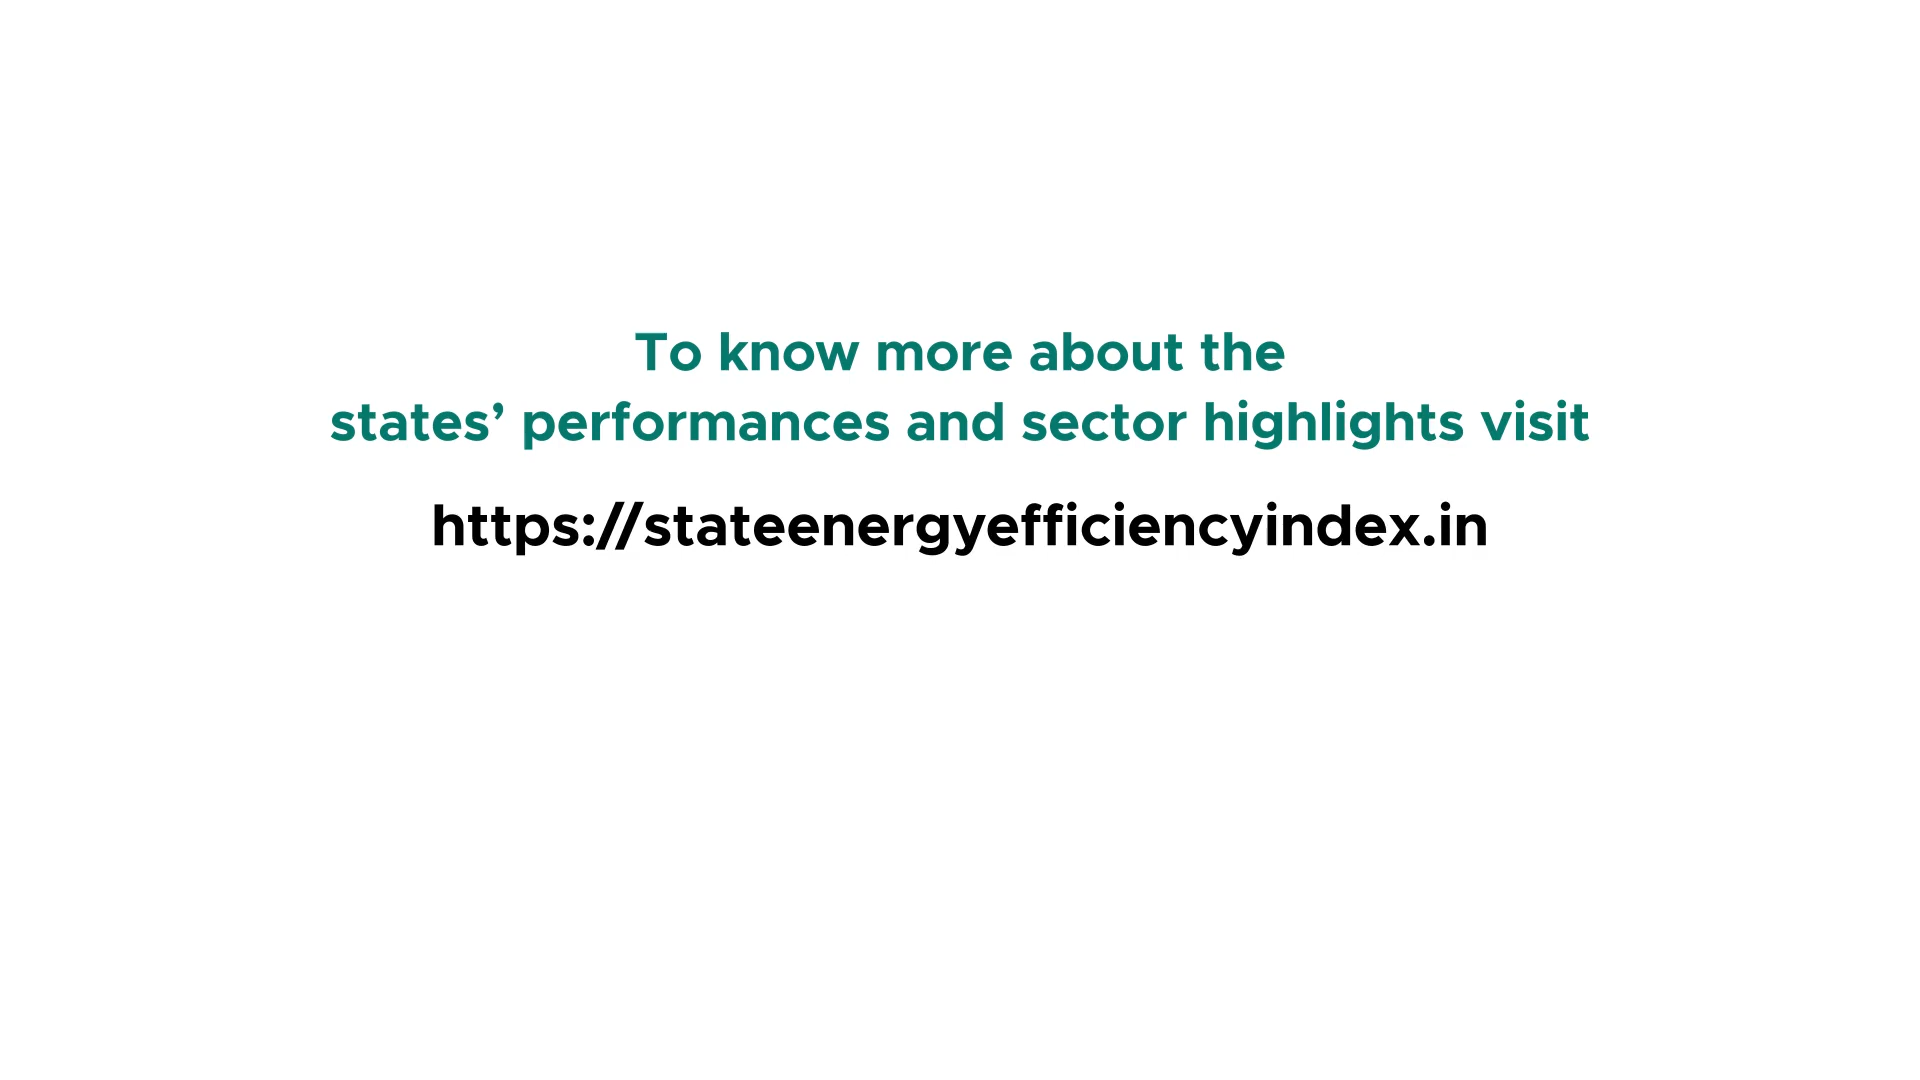 To know more about the
states’ performances and sector highlights visit
https://stateenergyefficiencyindex.in